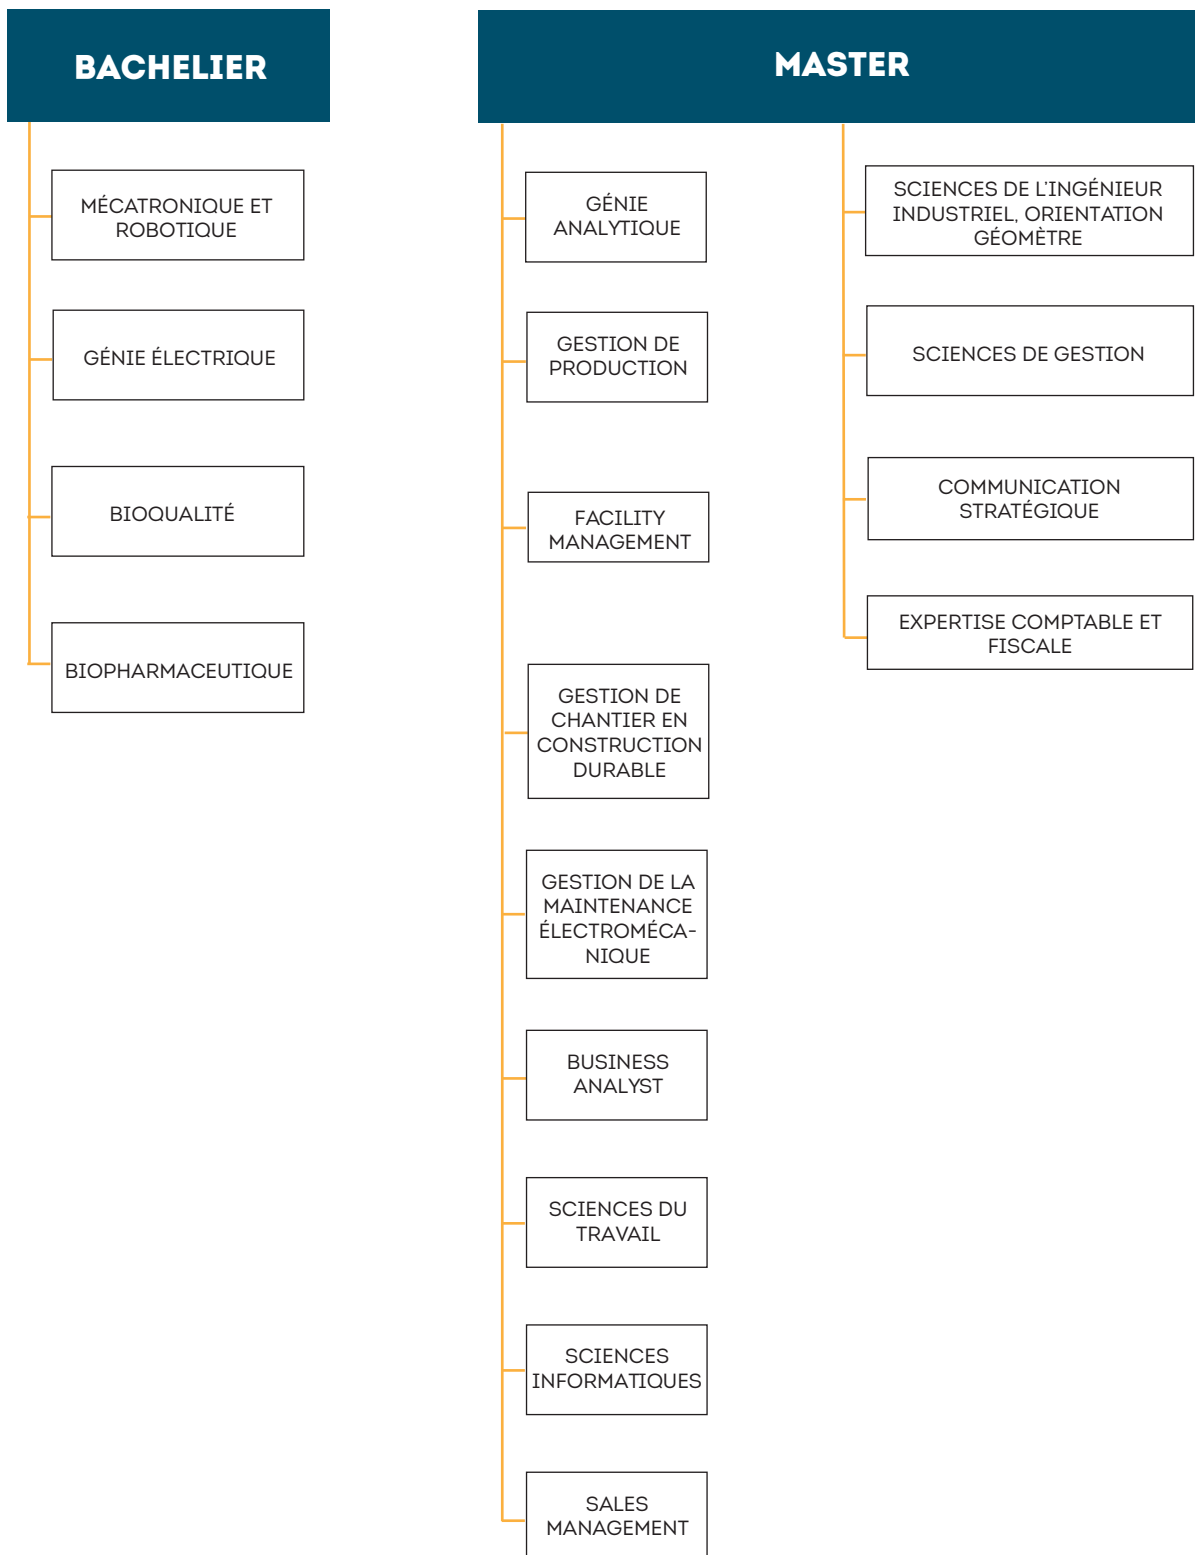 BACHELIER
MÉCATRONIQUE ET
ROBOTIQUE
GÉNIE ÉLECTRIQUE
BIOQUALITÉ
BIOPHARMACEUTIQUE
MASTER
GÉNIE
ANALYTIQUE
GESTION DE
PRODUCTION
FACILITY
MANAGEMENT
GESTION DE
CHANTIER EN
CONSTRUCTION
DURABLE
GESTION DE LA
MAINTENANCE
ÉLECTROMÉCA-
NIQUE
BUSINESS
ANALYST
SCIENCES DU
TRAVAIL
SCIENCES
INFORMATIQUES
SALES
MANAGEMENT
SCIENCES DE L'INGÉNIEUR
INDUSTRIEL, ORIENTATION
GÉOMÈTRE
SCIENCES DE GESTION
COMMUNICATION
STRATÉGIQUE
EXPERTISE COMPTABLE ET
FISCALE